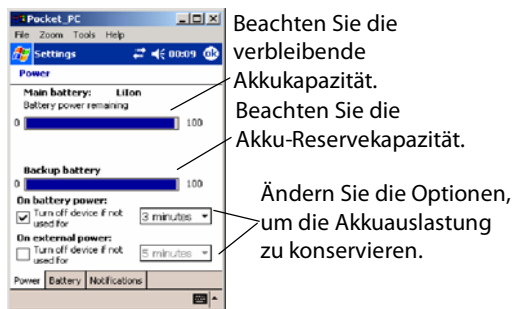 Pocket_PC
File Zoom Tools Help
Settings 00:09 ok
Power
Main battery: LiIon
Battery power remaining
0 100
Backup battery
0 100
On battery power:
Turn off device if not
used for
3 minutes
On external power:
Turn off device if not
used for
5 minutes
Power Battery Notifications
Beachten Sie die
verbleibende
Akkukapazität.
Beachten Sie die
Akku-Reservekapazität.
Ändern Sie die Optionen,
um die Akkuauslastung
zu konservieren.